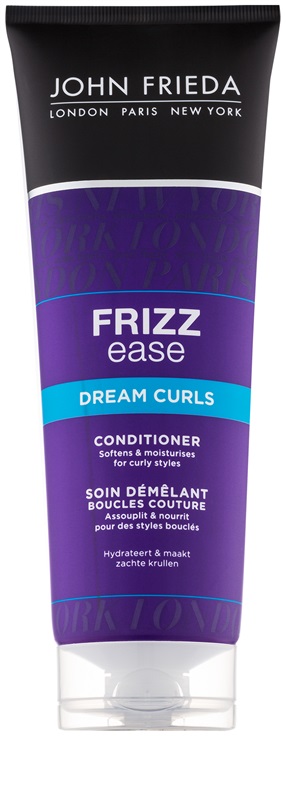 JOHN FRIEDA
LONDON PARIS NEW YORK
FRIZZ
ease
DREAM CURLS
CONDITIONER
Softens & moisturises
for curly styles
SOIN DÉMÊLANT
BOUCLES COUTURE
Assouplit & nourrit
pour des styles bouclés
Hydrateert & maakt
zachte krullen